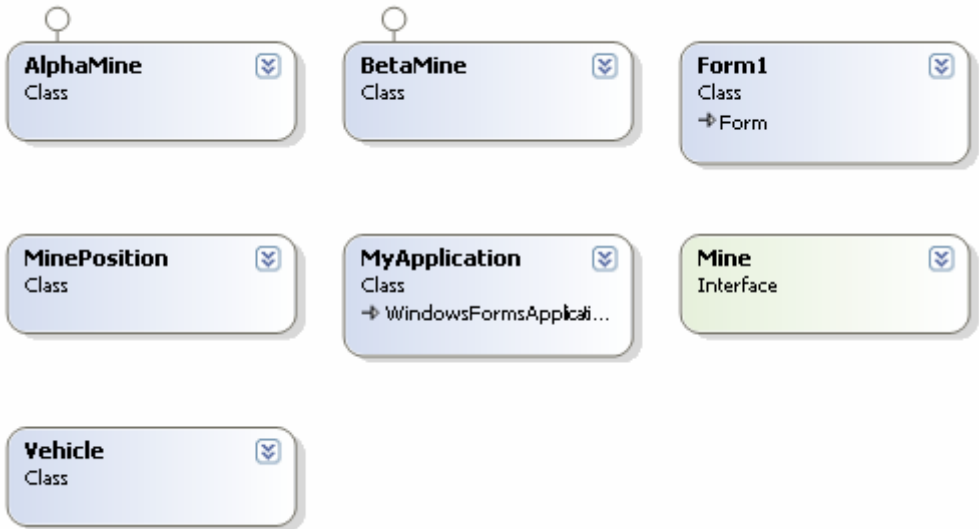 AlphaMine
Class
BetaMine
Class
Form1
Class
Form
MinePosition
Class
MyApplication
Class
WindowsFormsApplicati...
Mine
Interface
Vehicle
Class